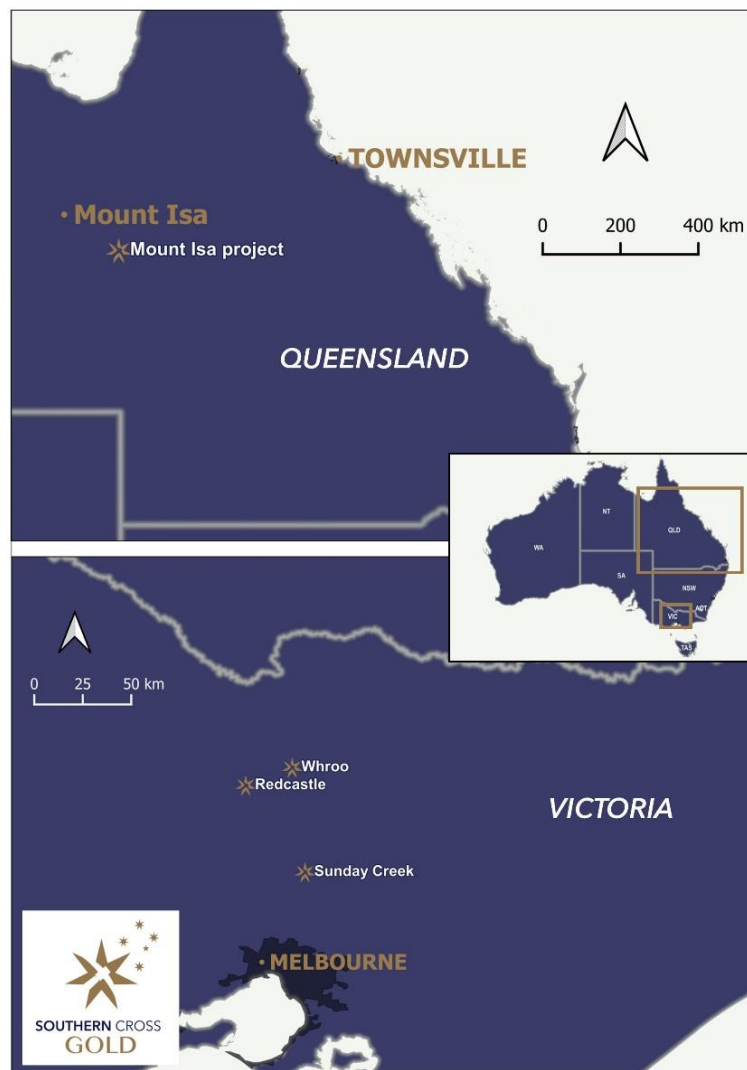 TOWNSVILLE
Mount Isa
Mount Isa project
0 200 400 km
QUEENSLAND
WA
NT
QLD
SA
NSW
ACT
VIC
TAS
0 25 50 km
Whroo
Redcastle
VICTORIA
Sunday Creek
MELBOURNE
SOUTHERN CROSS
GOLD